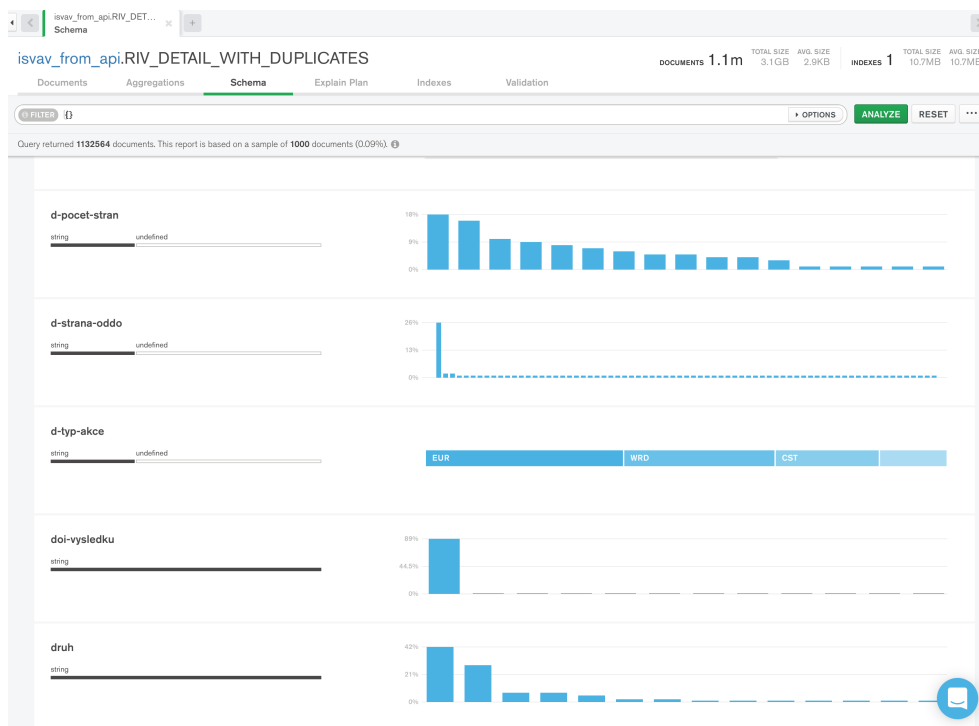 isvav_from_api.RIV_DET...
Schema
isvav_from_api.RIV_DETAIL_WITH_DUPLICATES
DOCUMENTS 1.1m TOTAL SIZE 3.1GB AVG. SIZE 2.9KB INDEXES 1 TOTAL SIZE 10.7MB AVG. SIZE 10.7MB
Documents Aggregations Schema Explain Plan Indexes Validation
FILTER {} OPTIONS ANALYZE RESET ...
Query returned 1132564 documents. This report is based on a sample of 1000 documents (0.09%).
d-pocet-stran
string undefined
18%
9%
0%
d-strana-oddo
string undefined
26%
13%
0%
d-typ-akce
string undefined
EUR WRD CST
doi-vysledku
string
89%
44.5%
0%
druh
string
42%
21%
0%